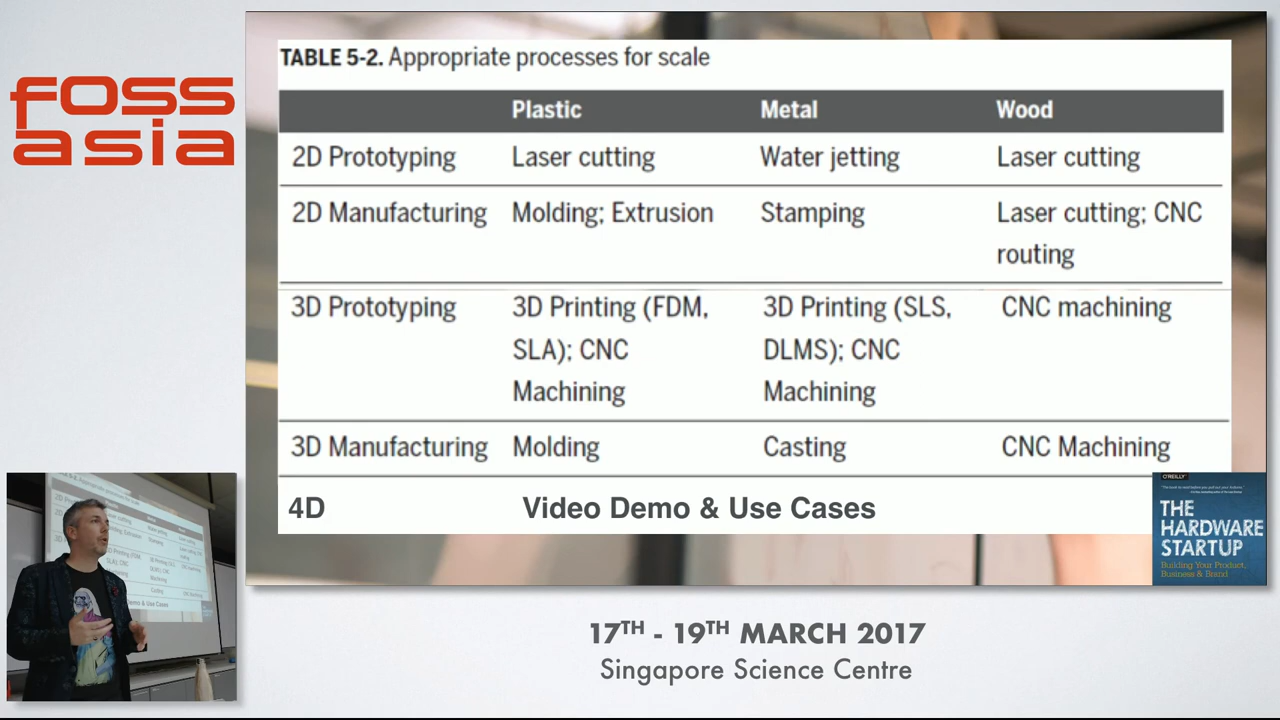 foss
asia
TABLE 5-2. Appropriate processes for scale
Plastic Metal Wood
2D Prototyping Laser cutting Water jetting Laser cutting
2D Manufacturing Molding; Extrusion Stamping Laser cutting; CNC
routing
3D Prototyping 3D Printing (FDM, 3D Printing (SLS, CNC machining
SLA); CNC DLMS); CNC
Machining Machining
3D Manufacturing Molding Casting CNC Machining
4D Video Demo & Use Cases
O'REILLY
THE
HARDWARE
STARTUP
Building Your Product,
Business & Brand
17TH - 19TH MARCH 2017
Singapore Science Centre